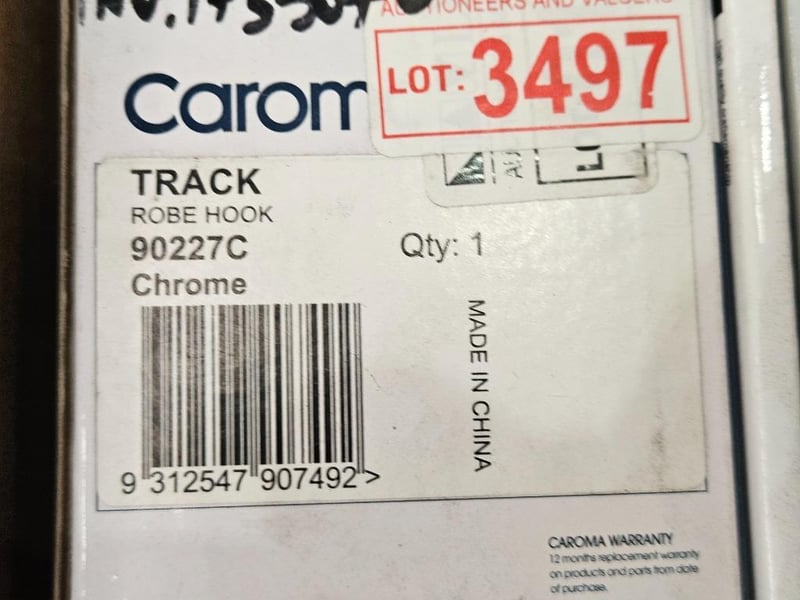 AUCTIONEERS AND VALUERS
LOT: 3497
Carom
TRACK
ROBE HOOK
90227C
Qty: 1
Chrome
MADE IN CHINA
9 312547 907492 >
CAROMA WARRANTY
12 months replacement warranty
on products and parts from date
of purchase.